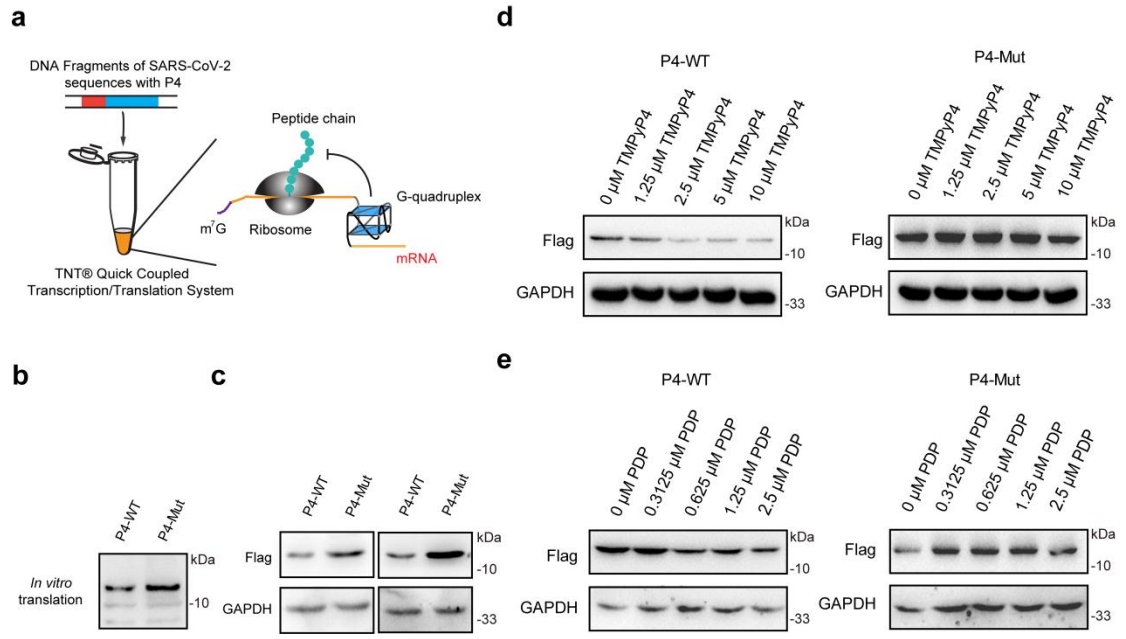 a
DNA Fragments of SARS-CoV-2
sequences with P4
Peptide chain
G-quadruplex
m⁷G
Ribosome
mRNA
TNT® Quick Coupled
Transcription/Translation System
b
P4-WT
P4-Mut
kDa
In vitro
translation
-10
c
P4-WT
P4-Mut
P4-WT
P4-Mut
kDa
Flag
-10
GAPDH
-33
d
P4-WT
0 µM TMPyP4
1.25 µM TMPyP4
2.5 µM TMPyP4
5 µM TMPyP4
10 µM TMPyP4
kDa
Flag
-10
GAPDH
-33
P4-Mut
0 µM TMPyP4
1.25 µM TMPyP4
2.5 µM TMPyP4
5 µM TMPyP4
10 µM TMPyP4
kDa
Flag
-10
GAPDH
-33
e
P4-WT
0 µM PDP
0.3125 µM PDP
0.625 µM PDP
1.25 µM PDP
2.5 µM PDP
kDa
Flag
-10
GAPDH
-33
P4-Mut
0 µM PDP
0.3125 µM PDP
0.625 µM PDP
1.25 µM PDP
2.5 µM PDP
kDa
Flag
-10
GAPDH
-33